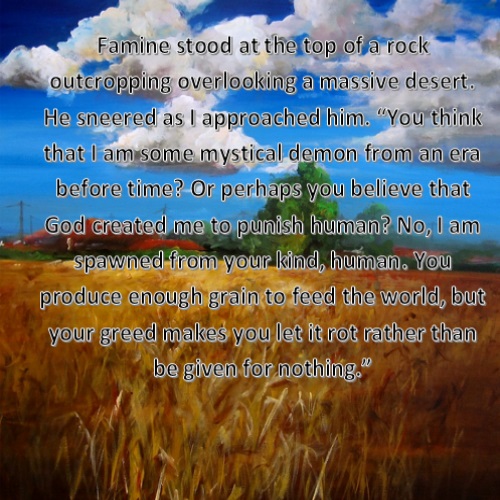 Famine stood at the top of a rock
outcropping overlooking a massive desert.
He sneered as I approached him. “You think
that I am some mystical demon from an era
before time? Or perhaps you believe that
God created me to punish human? No, I am
spawned from your kind, human. You
produce enough grain to feed the world, but
your greed makes you let it rot rather than
be given for nothing.”